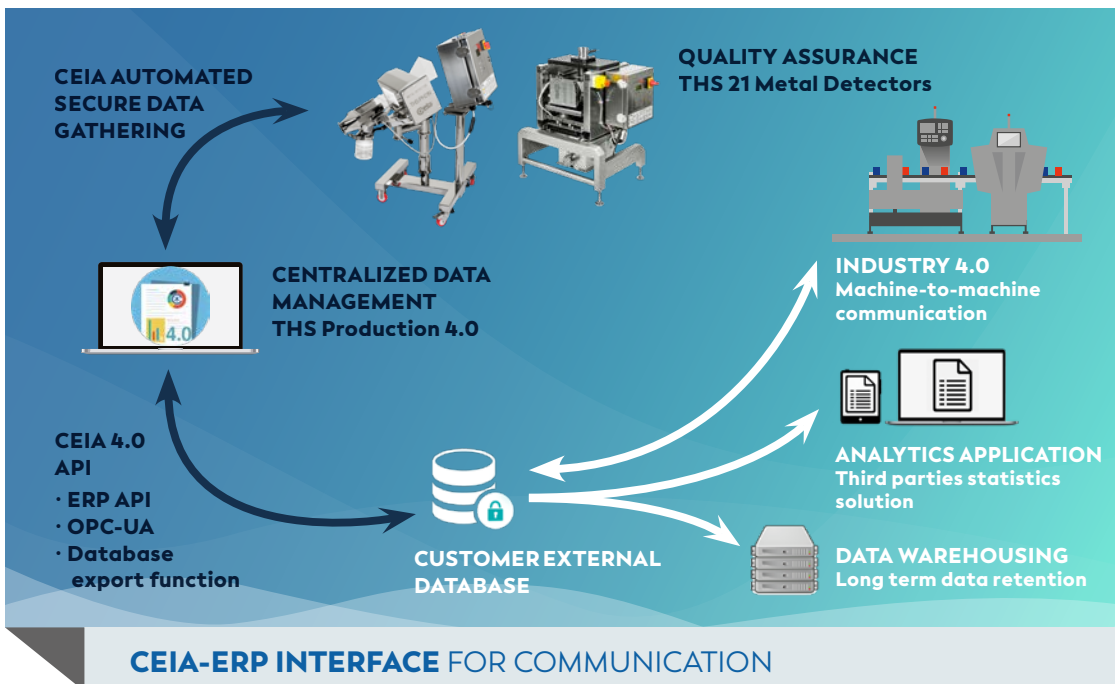 CEIA AUTOMATED
SECURE DATA
GATHERING
QUALITY ASSURANCE
THS 21 Metal Detectors
CENTRALIZED DATA
MANAGEMENT
THS Production 4.0
4.0
INDUSTRY 4.0
Machine-to-machine
communication
CEIA 4.0
API
· ERP API
· OPC-UA
· Database
export function
CUSTOMER EXTERNAL
DATABASE
ANALYTICS APPLICATION
Third parties statistics
solution
DATA WAREHOUSING
Long term data retention
CEIA-ERP INTERFACE FOR COMMUNICATION